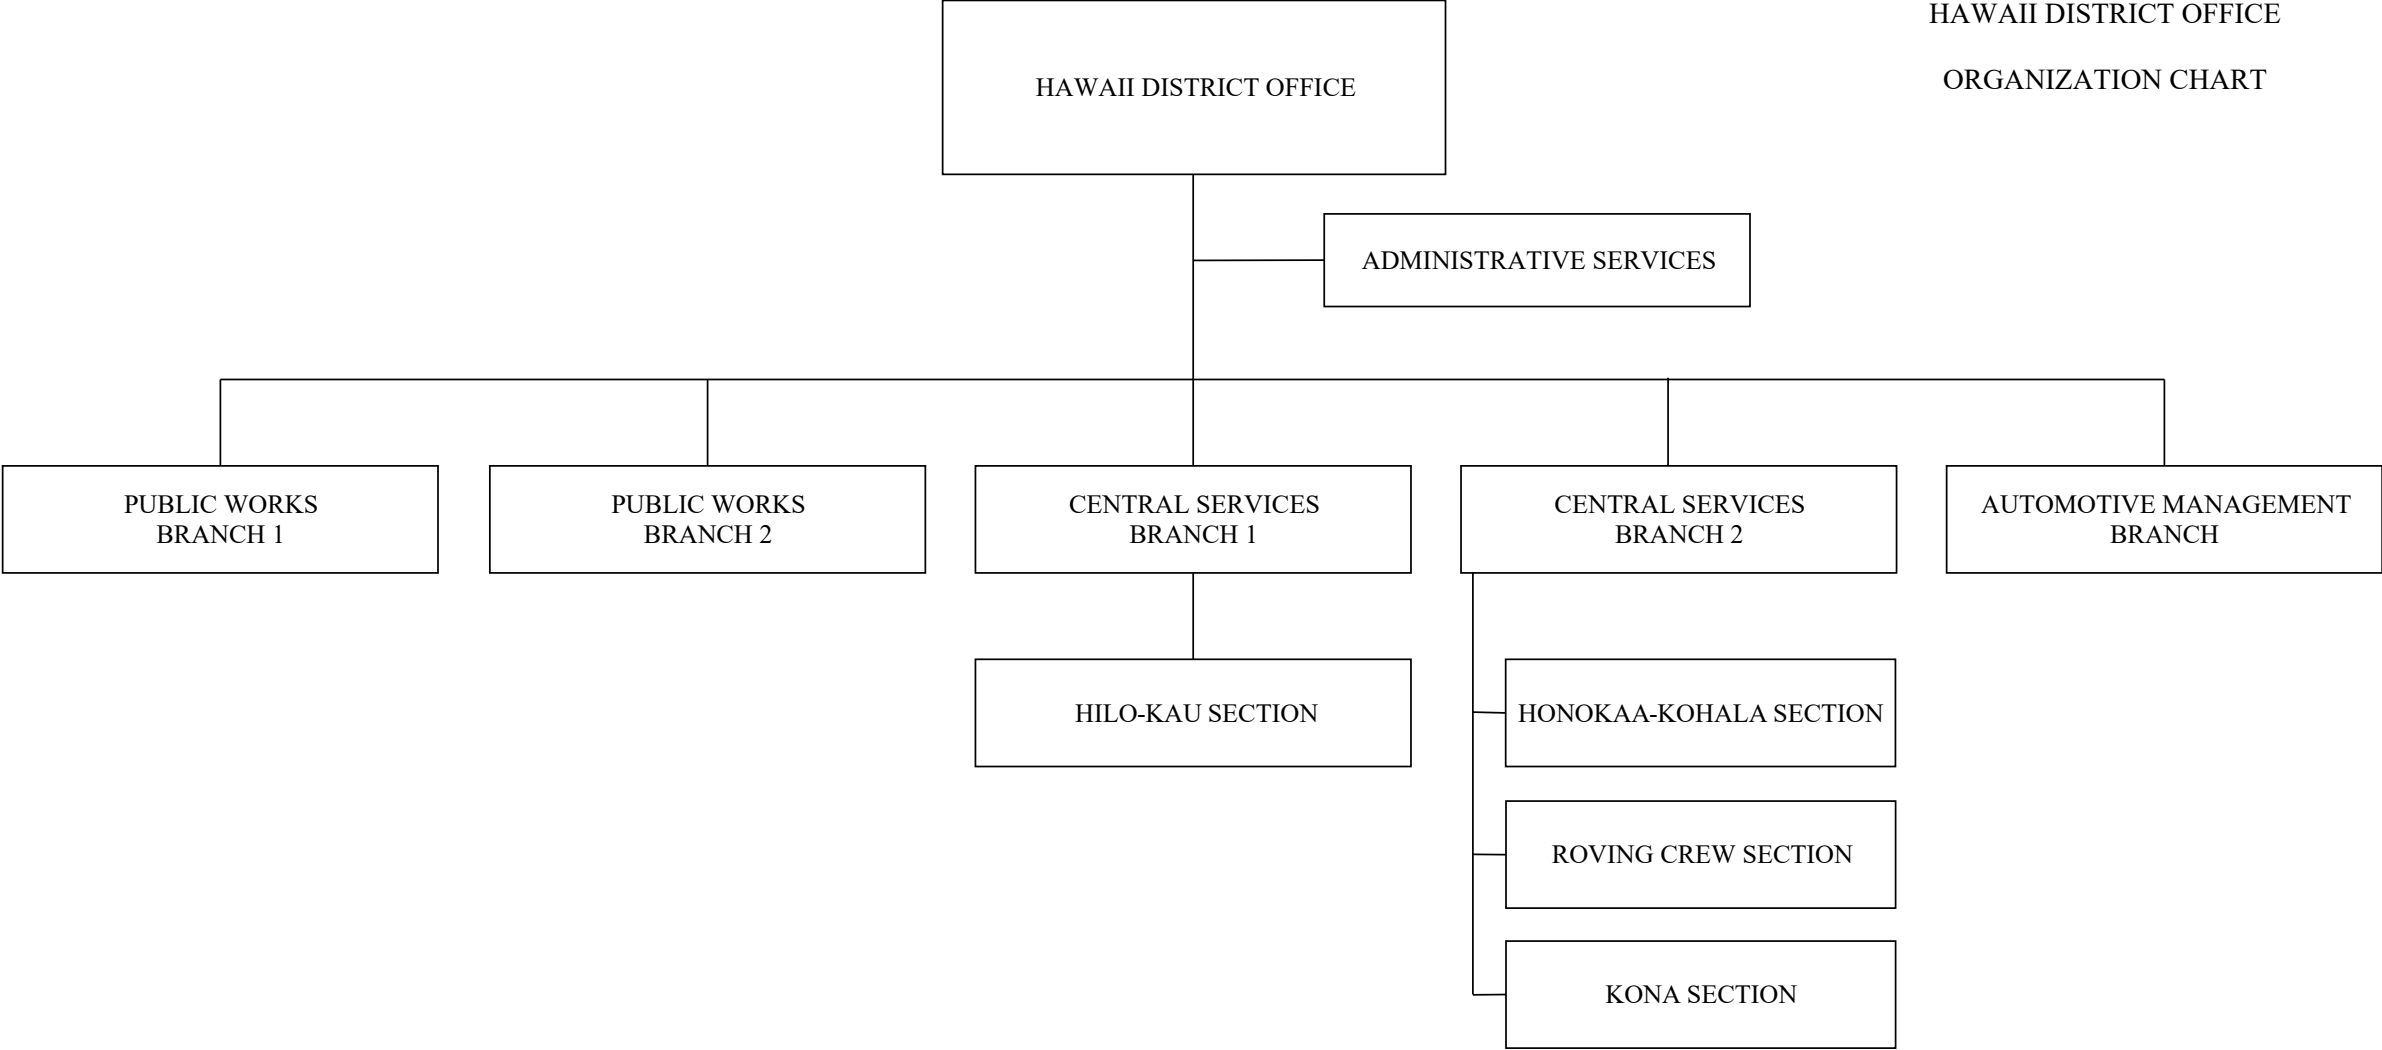 HAWAII DISTRICT OFFICE
ORGANIZATION CHART
HAWAII DISTRICT OFFICE
ADMINISTRATIVE SERVICES
PUBLIC WORKS
BRANCH 1
PUBLIC WORKS
BRANCH 2
CENTRAL SERVICES
BRANCH 1
CENTRAL SERVICES
BRANCH 2
AUTOMOTIVE MANAGEMENT
BRANCH
HILO-KAU SECTION
HONOKAA-KOHALA SECTION
ROVING CREW SECTION
KONA SECTION